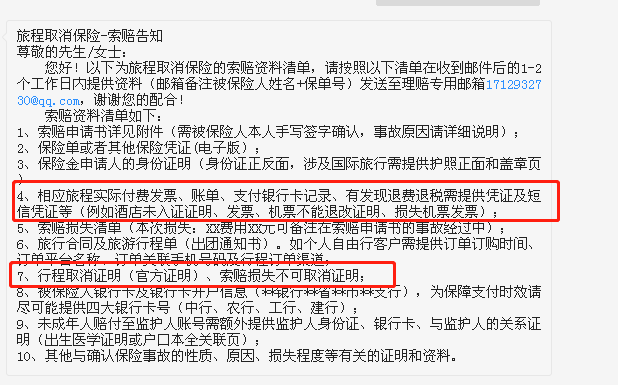 旅程取消保险-索赔告知
尊敬的先生/女士：
您好！以下为旅程取消保险的索赔资料清单，请按照以下清单在收到邮件后的1-2
个工作日内提供资料（邮箱备注被保险人姓名+保单号）发送至理赔专用邮箱17129327
30@qq.com，谢谢您的配合！
索赔资料清单如下：
1、索赔申请书详见附件（需被保险人本人手写签字确认，事故原因请详细说明）；
2、保险单或者其他保险凭证(电子版)；
3、保险金申请人的身份证明（身份证正反面，涉及国际旅行需提供护照正面和盖章页
）
4、相应旅程实际付费发票、账单、支付银行卡记录、有发现退费退税需提供凭证及短
信凭证等（例如酒店未入证证明、发票、机票不能退改证明、损失机票发票）；
5、索赔损失清单（本次损失：XX费用XX元可备注在索赔申请书的事故经过中）；
6、旅行合同及旅游行程单（出团通知书）。如个人自由行客户需提供订单订购时间、
订单平台名称、订单关联手机号码及行程订单渠道；
7、行程取消证明（官方证明）、索赔损失不可取消证明；
8、被保险人银行卡及银行卡开户信息（**银行**省**市**支行），为保障支付时效请
尽可能提供四大银行卡号（中行、农行、工行、建行）；
9、未成年人赔付至监护人账号需额外提供监护人身份证、银行卡、与监护人的关系证
明（出生医学证明或户口本全关联页）；
10、其他与确认保险事故的性质、原因、损失程度等有关的证明和资料。